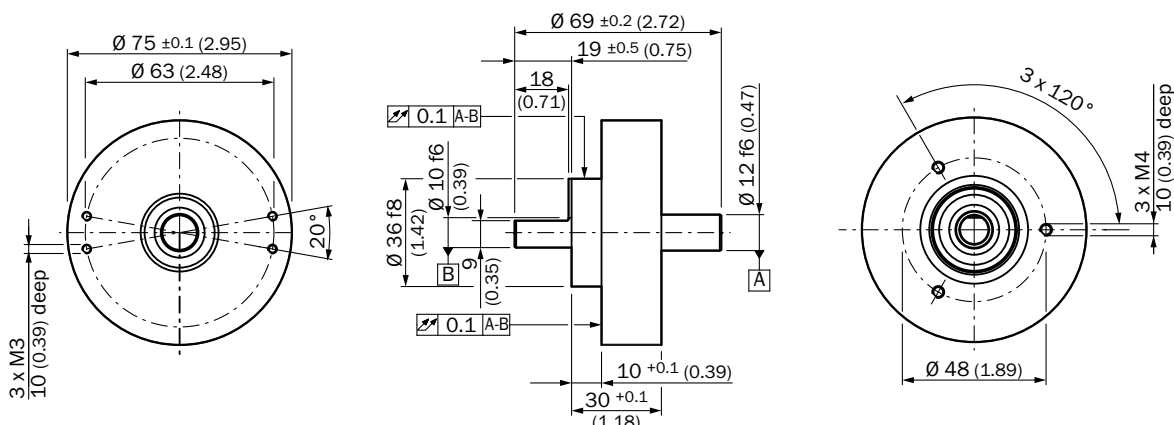 Ø 75 ±0.1 (2.95)
Ø 63 (2.48)
20°
3 x M3
10 (0.39) deep
Ø 69 ±0.2 (2.72)
19 ±0.5 (0.75)
18
(0.71)
0.1 A-B
Ø 10 f6
(0.39)
Ø 36 f8
(1.42)
B
9
(0.35)
Ø 12 f6 (0.47)
A
0.1 A-B
10 +0.1 (0.39)
30 +0.1
(1.18)
3 x 120°
3 x M4
10 (0.39) deep
Ø 48 (1.89)